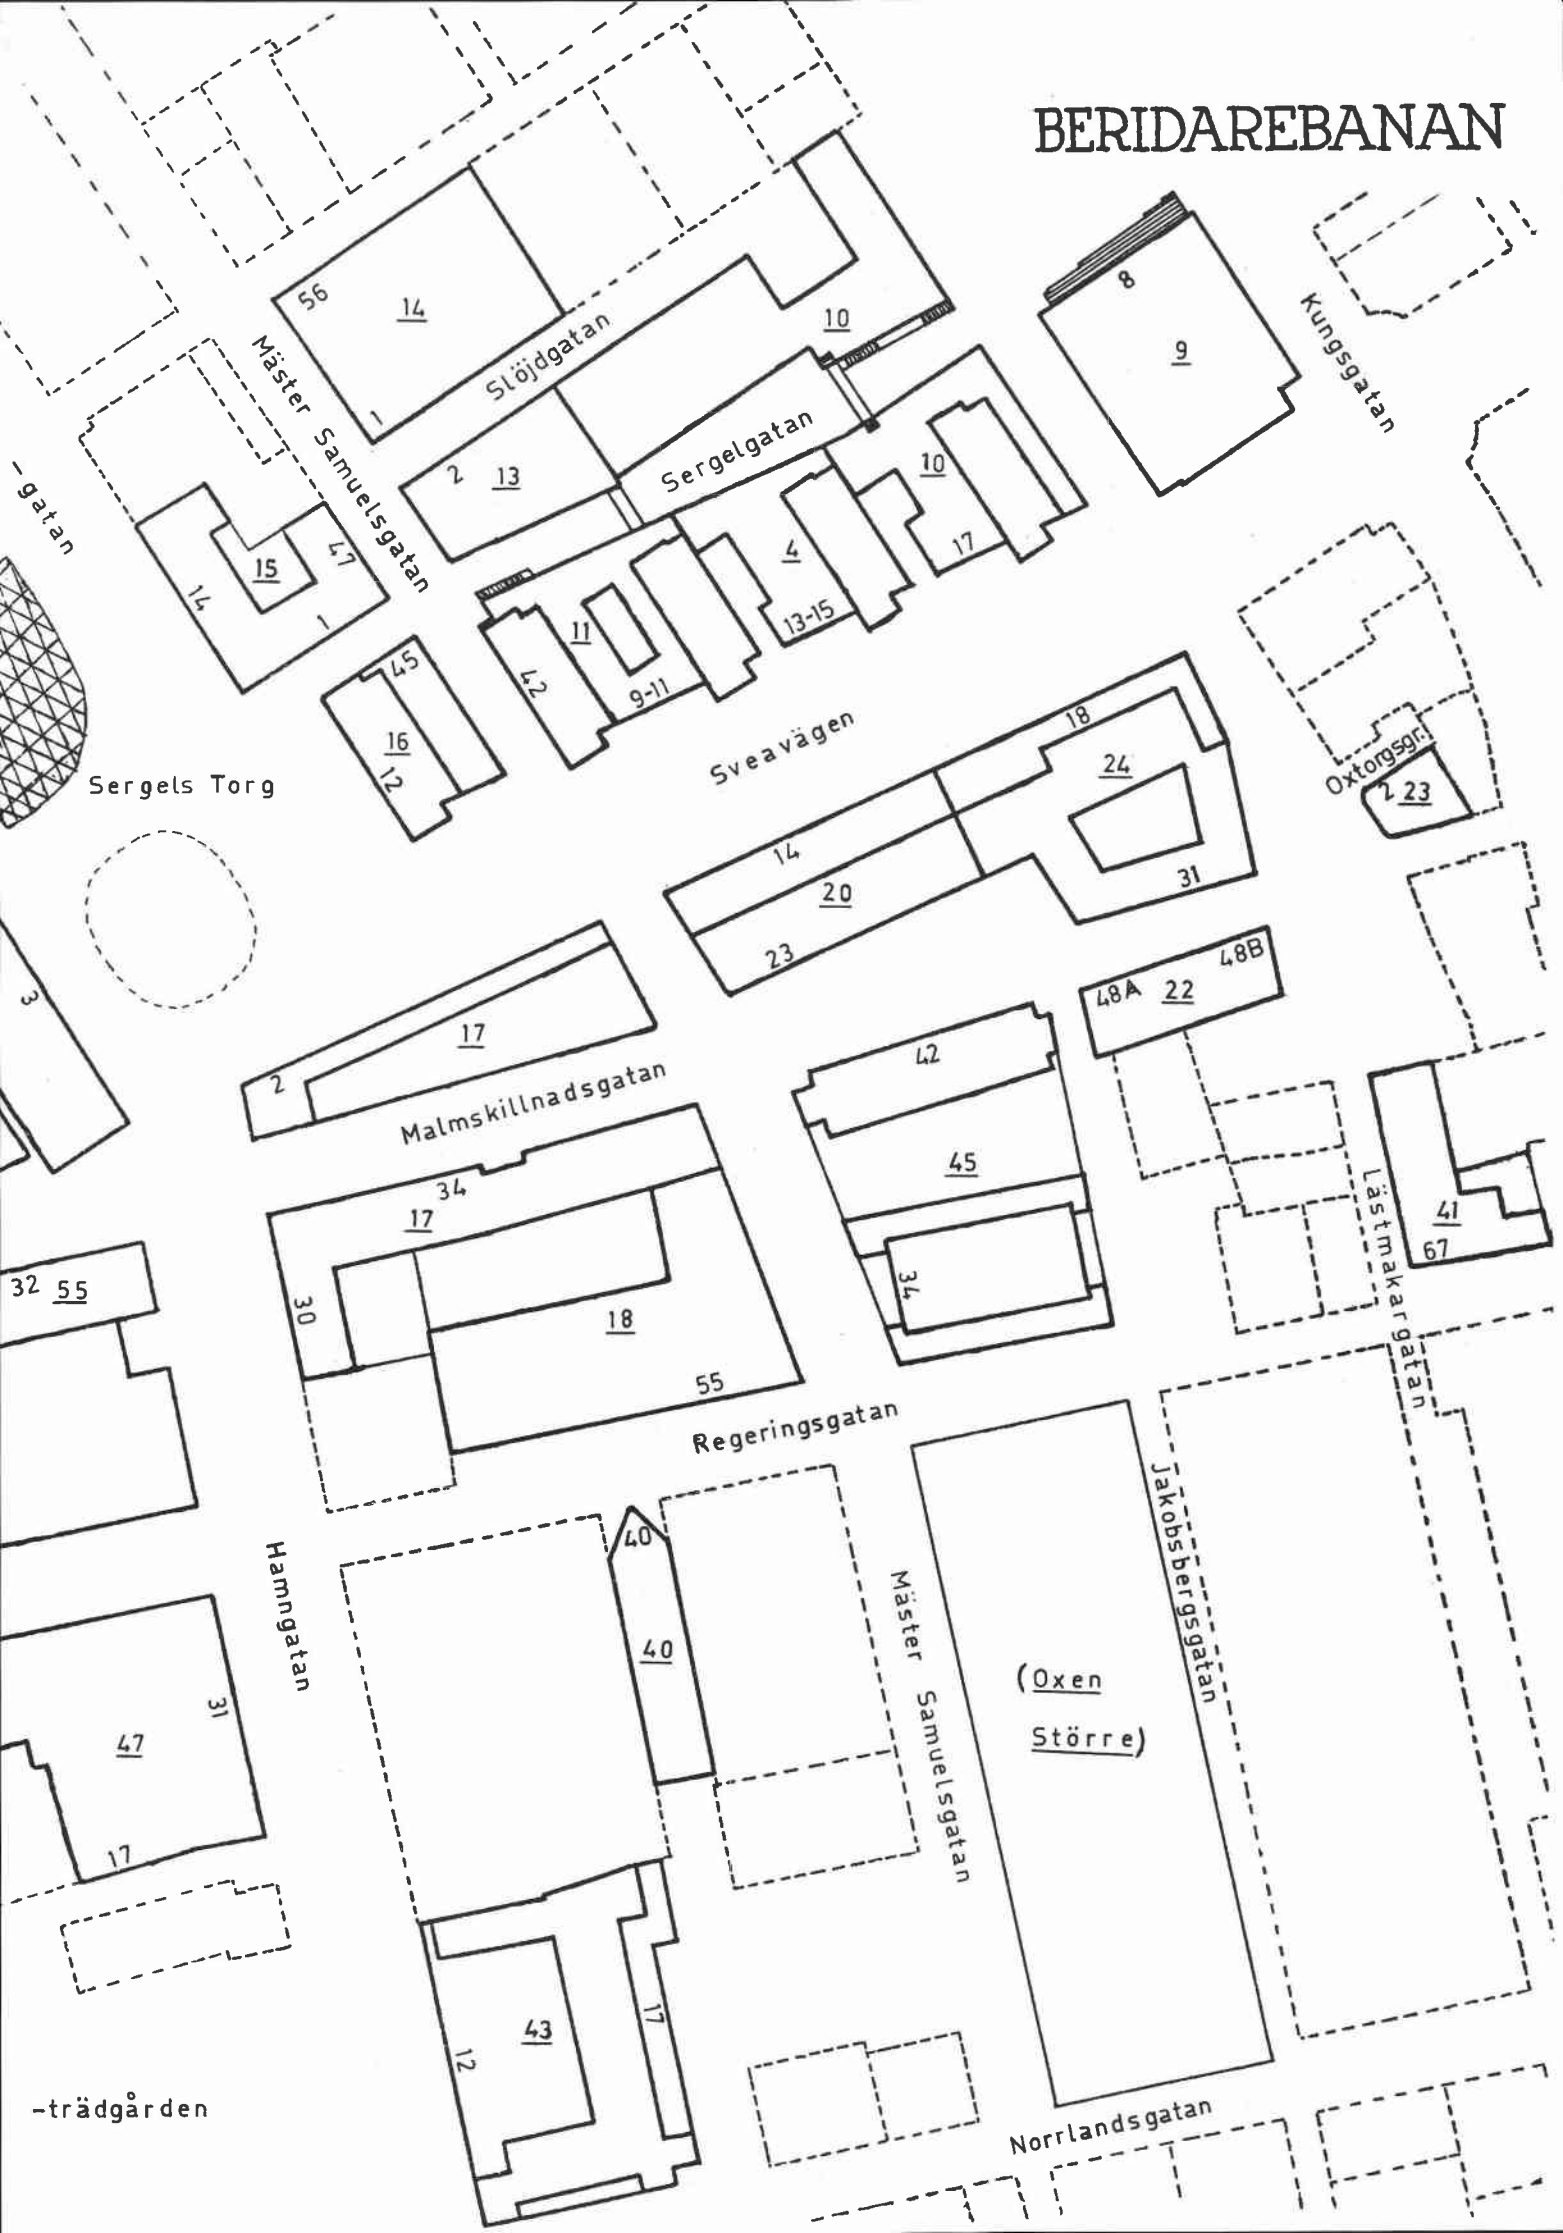 BERIDAREBANAN
56
14
1
Slöjdgatan
10
8
9
Kungsgatan
Mäster Samuelsgatan
2
13
Sergelgatan
10
17
-gatan
14
15
47
1
4
13-15
11
42
9-11
45
16
12
Sergels Torg
Sveavägen
18
24
Oxtorgsgr.
2
23
14
20
23
31
48A
22
48B
3
2
17
Malmskillnadsgatan
42
45
34
34
17
30
18
55
32
55
Lästmakargatan
41
67
Regeringsgatan
Jakobsbergsgatan
Hamngatan
40
40
Mäster Samuelsgatan
(Oxen
Större)
31
47
17
43
12
17
-trädgården
Norrlandsgatan